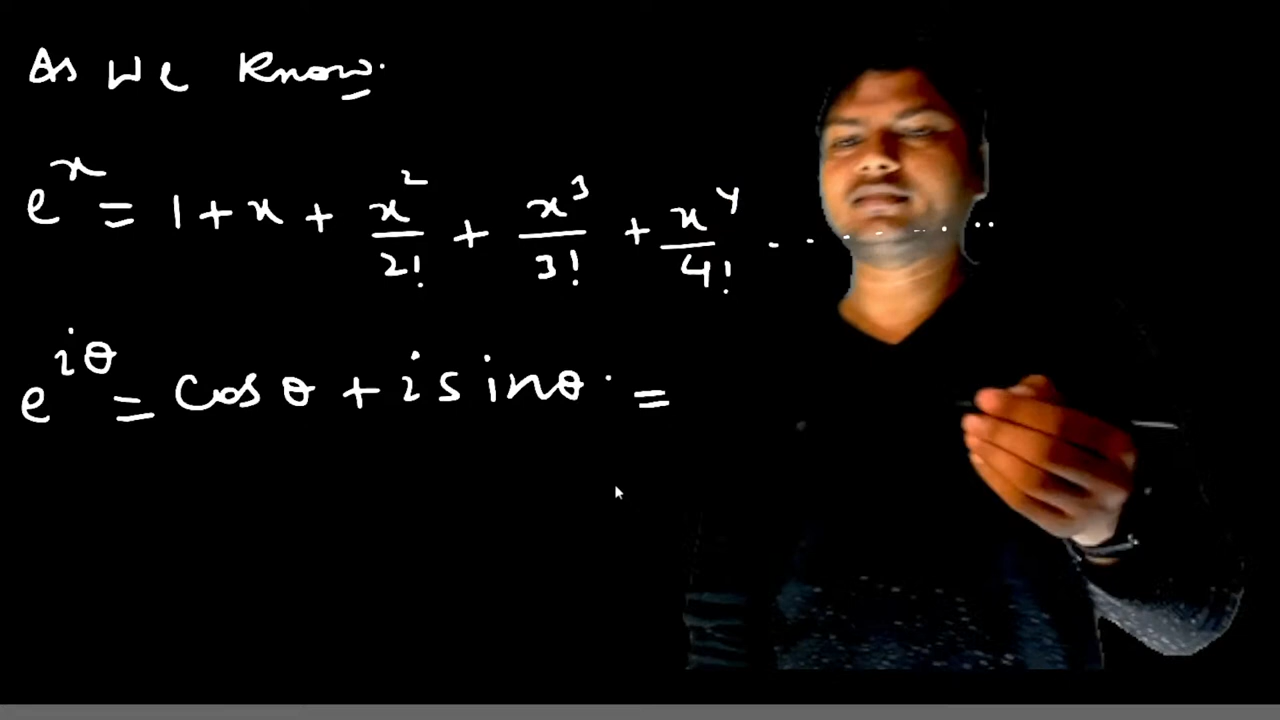 As We Know.
e^x = 1 + x + x^2/2! + x^3/3! + x^4/4! .........
e^iθ = cosθ + i sinθ. =